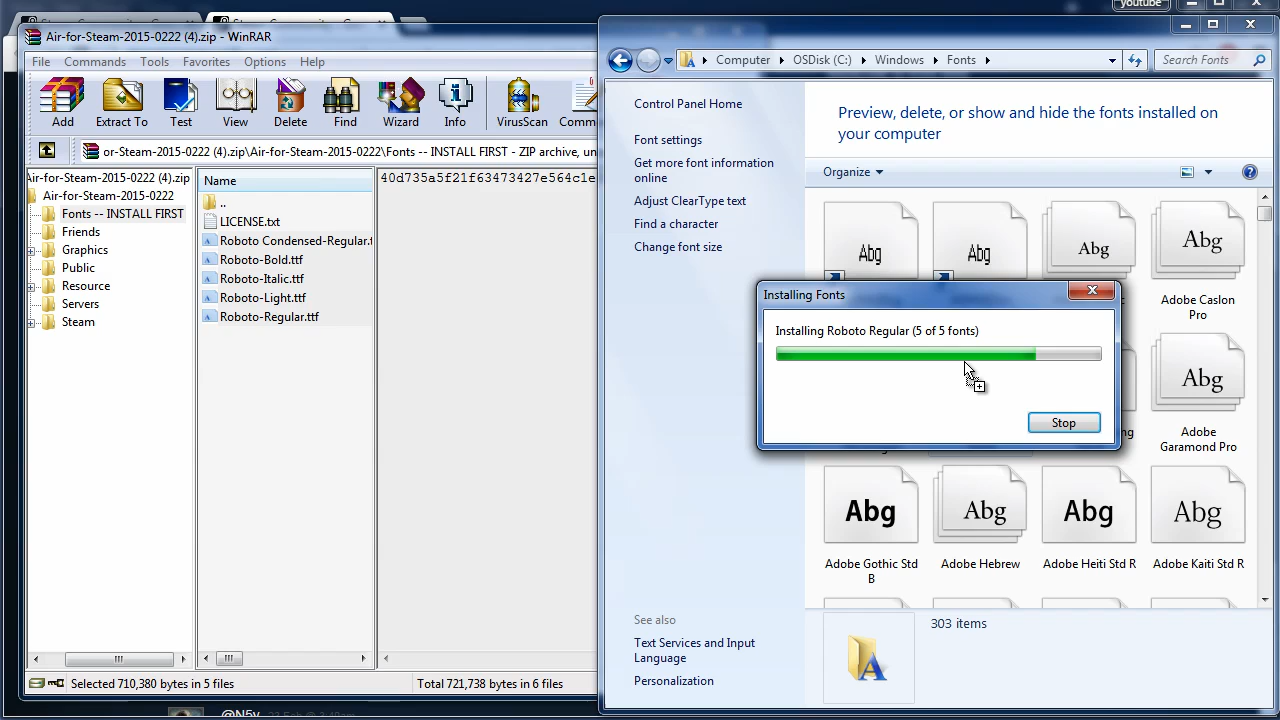 youtube
Air-for-Steam-2015-0222 (4).zip - WinRAR
File Commands Tools Favorites Options Help
Add Extract To Test View Delete Find Wizard Info VirusScan Comm
or-Steam-2015-0222 (4).zip\Air-for-Steam-2015-0222\Fonts -- INSTALL FIRST - ZIP archive, un
Air-for-Steam-2015-0222 (4).zip
Air-for-Steam-2015-0222
Fonts -- INSTALL FIRST
Friends
Graphics
Public
Resource
Servers
Steam
Name
..
LICENSE.txt
Roboto Condensed-Regular.t
Roboto-Bold.ttf
Roboto-Italic.ttf
Roboto-Light.ttf
Roboto-Regular.ttf
40d735a5f21f63473427e564c1e
Selected 710,380 bytes in 5 files
Total 721,738 bytes in 6 files
@N5y 23 Feb @ 3:40am
Computer OSDisk (C:) Windows Fonts
Search Fonts
Control Panel Home
Font settings
Get more font information
online
Adjust ClearType text
Find a character
Change font size
See also
Text Services and Input
Language
Personalization
Preview, delete, or show and hide the fonts installed on
your computer
Organize
Abg Abg Abg Abg
Adobe Caslon
Pro
Installing Fonts
Installing Roboto Regular (5 of 5 fonts)
Stop
Abg
ng
Adobe
Garamond Pro
Abg Abg Abg Abg
Adobe Gothic Std
B
Adobe Hebrew
Adobe Heiti Std R
Adobe Kaiti Std R
303 items